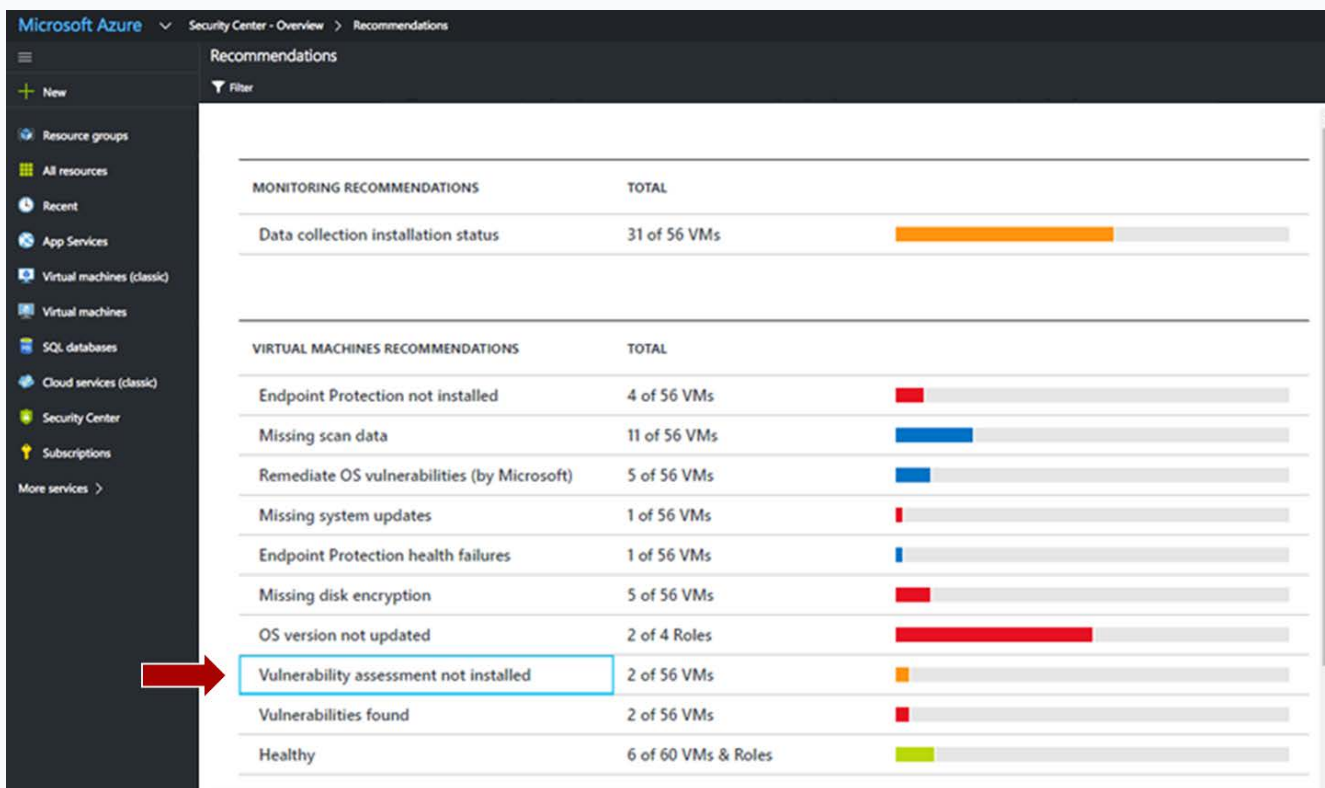 Microsoft Azure Security Center - Overview > Recommendations
Recommendations
New
Filter
Resource groups
All resources
Recent
App Services
Virtual machines (classic)
Virtual machines
SQL databases
Cloud services (classic)
Security Center
Subscriptions
More services >
MONITORING RECOMMENDATIONS TOTAL
Data collection installation status 31 of 56 VMs
VIRTUAL MACHINES RECOMMENDATIONS TOTAL
Endpoint Protection not installed 4 of 56 VMs
Missing scan data 11 of 56 VMs
Remediate OS vulnerabilities (by Microsoft) 5 of 56 VMs
Missing system updates 1 of 56 VMs
Endpoint Protection health failures 1 of 56 VMs
Missing disk encryption 5 of 56 VMs
OS version not updated 2 of 4 Roles
Vulnerability assessment not installed 2 of 56 VMs
Vulnerabilities found 2 of 56 VMs
Healthy 6 of 60 VMs & Roles